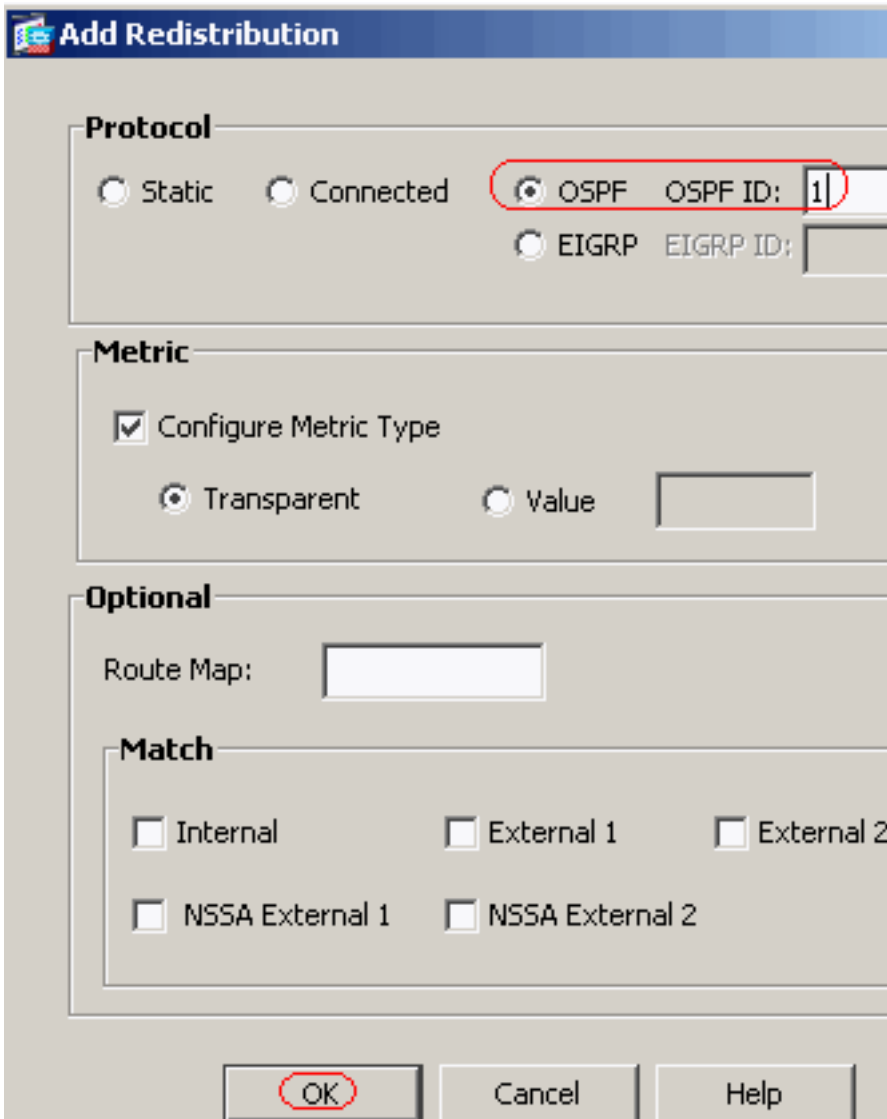 Add Redistribution
Protocol
Static Connected OSPF OSPF ID: 1
EIGRP EIGRP ID:
Metric
Configure Metric Type
Transparent Value
Optional
Route Map:
Match
Internal External 1 External 2
NSSA External 1 NSSA External 2
OK Cancel Help